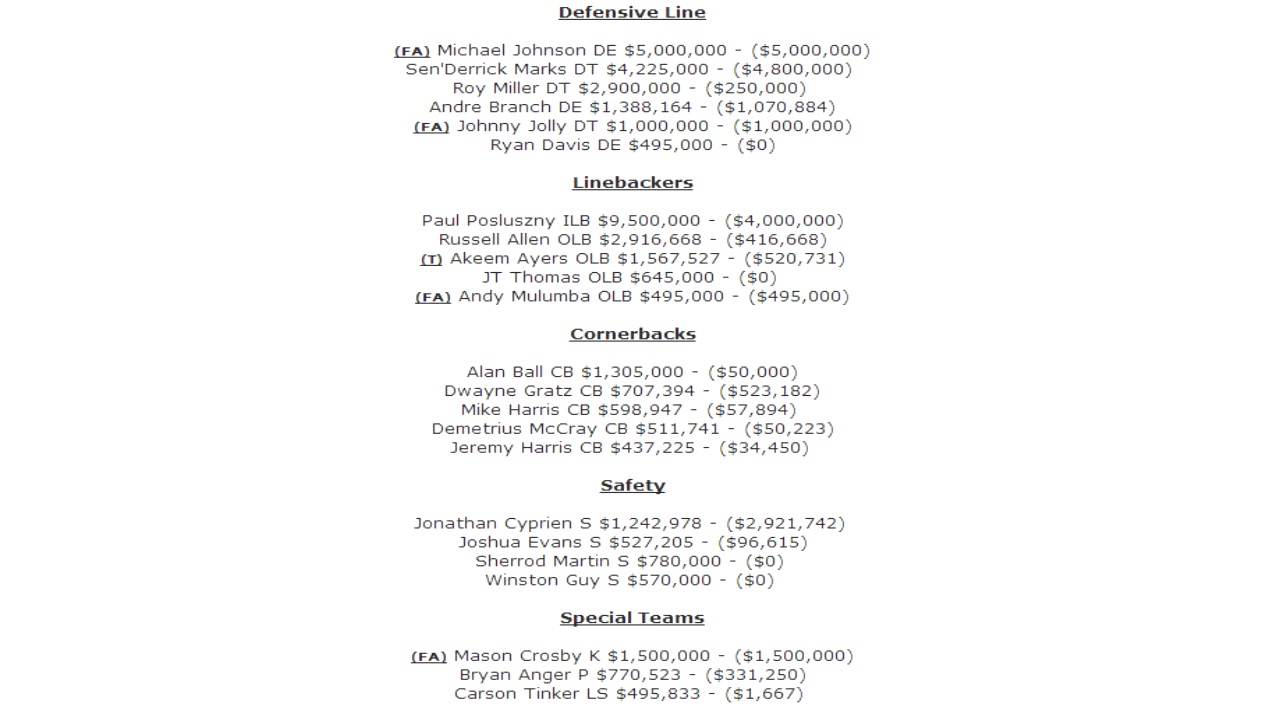 Defensive Line
(FA) Michael Johnson DE $5,000,000 - ($5,000,000)
Sen'Derrick Marks DT $4,225,000 - ($4,800,000)
Roy Miller DT $2,900,000 - ($250,000)
Andre Branch DE $1,388,164 - ($1,070,884)
(FA) Johnny Jolly DT $1,000,000 - ($1,000,000)
Ryan Davis DE $495,000 - ($0)
Linebackers
Paul Posluszny ILB $9,500,000 - ($4,000,000)
Russell Allen OLB $2,916,668 - ($416,668)
(T) Akeem Ayers OLB $1,567,527 - ($520,731)
JT Thomas OLB $645,000 - ($0)
(FA) Andy Mulumba OLB $495,000 - ($495,000)
Cornerbacks
Alan Ball CB $1,305,000 - ($50,000)
Dwayne Gratz CB $707,394 - ($523,182)
Mike Harris CB $598,947 - ($57,894)
Demetrius McCray CB $511,741 - ($50,223)
Jeremy Harris CB $437,225 - ($34,450)
Safety
Jonathan Cyprien S $1,242,978 - ($2,921,742)
Joshua Evans S $527,205 - ($96,615)
Sherrod Martin S $780,000 - ($0)
Winston Guy S $570,000 - ($0)
Special Teams
(FA) Mason Crosby K $1,500,000 - ($1,500,000)
Bryan Anger P $770,523 - ($331,250)
Carson Tinker LS $495,833 - ($1,667)